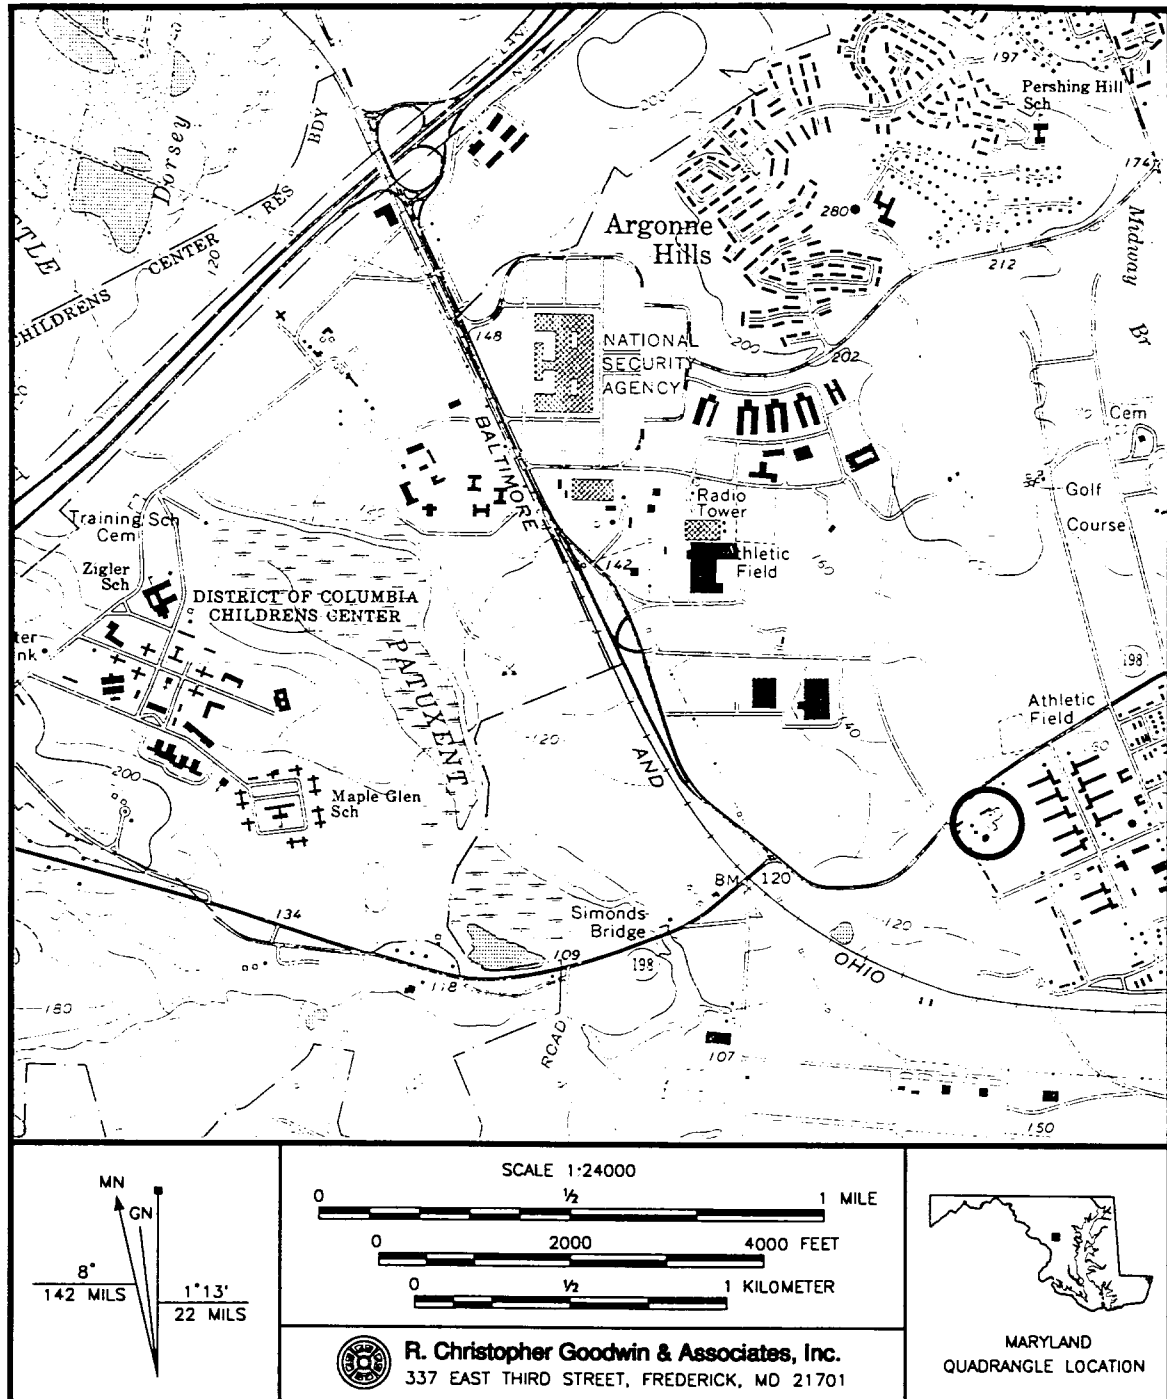 197
Pershing Hill
Sch
BDY
Dorsey
RES
174
280
Argonne
Hills
Midway
Br
CENTER
120
CHILDRENS
212
200
148
NATIONAL
SECURITY
AGENCY
200
202
BALTIMORE
Cem
Radio
Tower
Golf
Course
Training Sch
Cem
Athletic
Field
142
Zigler
Sch
DISTRICT OF COLUMBIA
CHILDRENS CENTER
PATUXENT
198
Athletic
Field
120
AND
140
200
Maple Glen
Sch
BM
120
134
Simonds
Bridge
120
109
198
OHIO
118
180
ROAD
107
150
MN
GN
8°
142 MILS
1°13'
22 MILS
SCALE 1:24000
0 ½ 1 MILE
0 2000 4000 FEET
0 ½ 1 KILOMETER
R. Christopher Goodwin & Associates, Inc.
337 EAST THIRD STREET, FREDERICK, MD 21701
MARYLAND
QUADRANGLE LOCATION